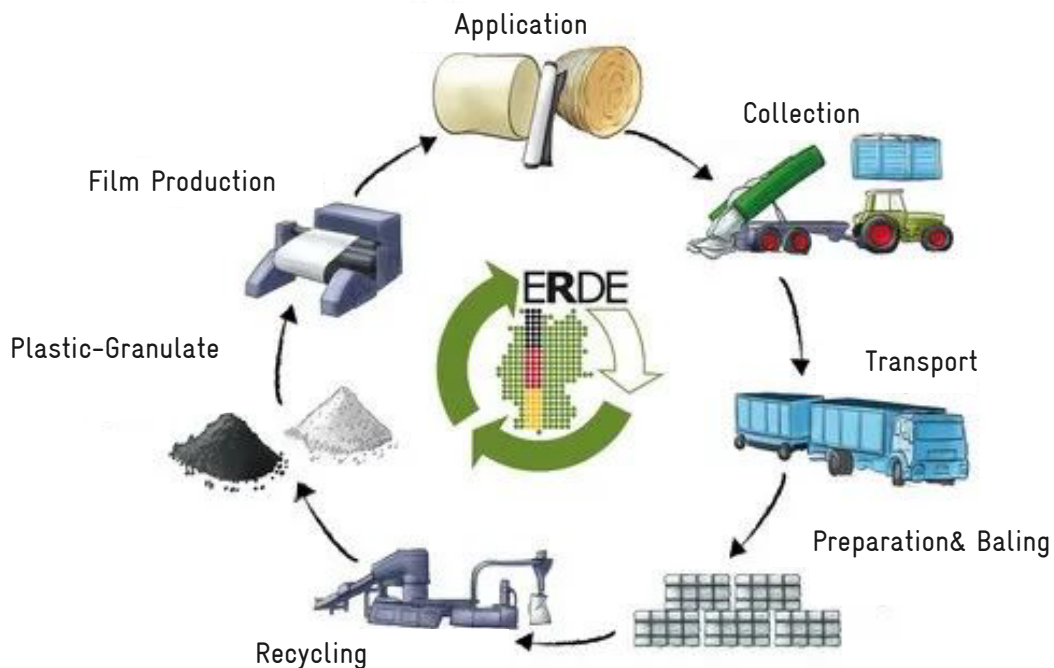 Application
Collection
Film Production
ERDE
Plastic-Granulate
Transport
Preparation& Baling
Recycling